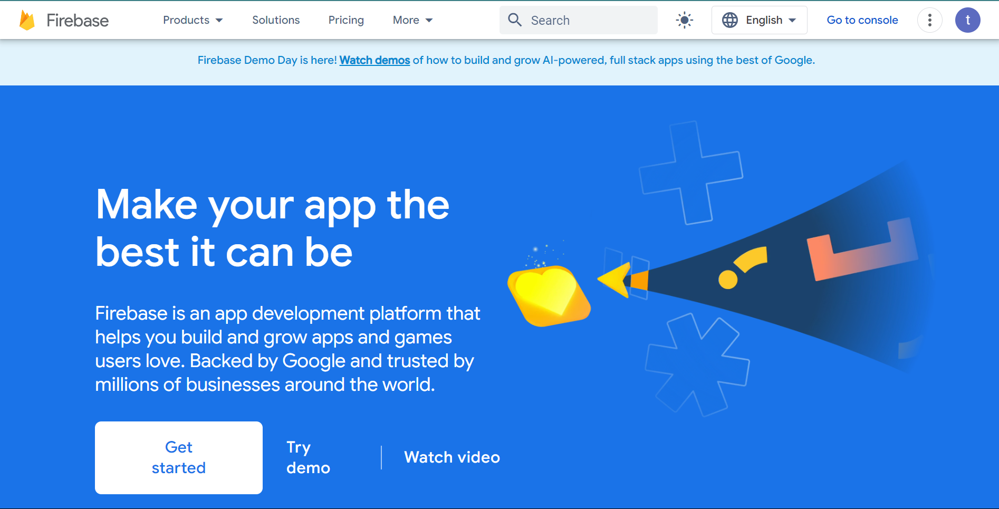 Firebase
Products
Solutions
Pricing
More
Search
English
Go to console
t
Firebase Demo Day is here! Watch demos of how to build and grow AI-powered, full stack apps using the best of Google.
Make your app the
best it can be
Firebase is an app development platform that
helps you build and grow apps and games
users love. Backed by Google and trusted by
millions of businesses around the world.
Get
started
Try
demo
Watch video